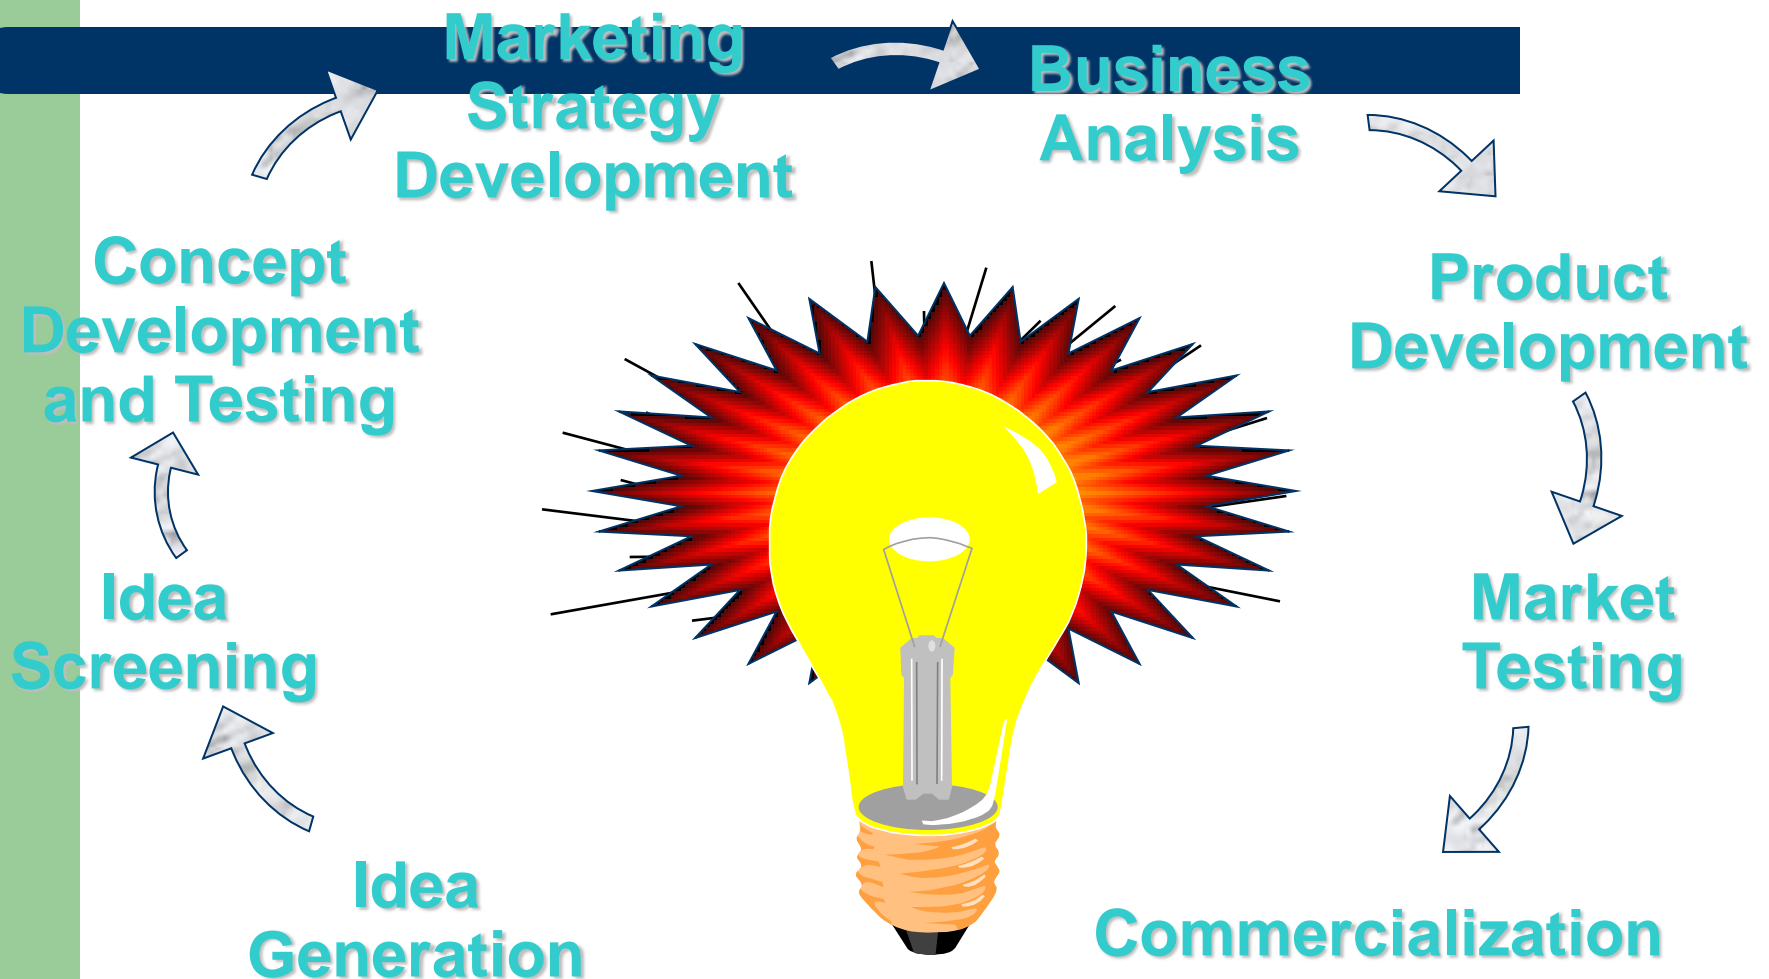 Marketing
Strategy
Development
Business
Analysis
Concept
Development
and Testing
Product
Development
Idea
Screening
Market
Testing
Idea
Generation
Commercialization